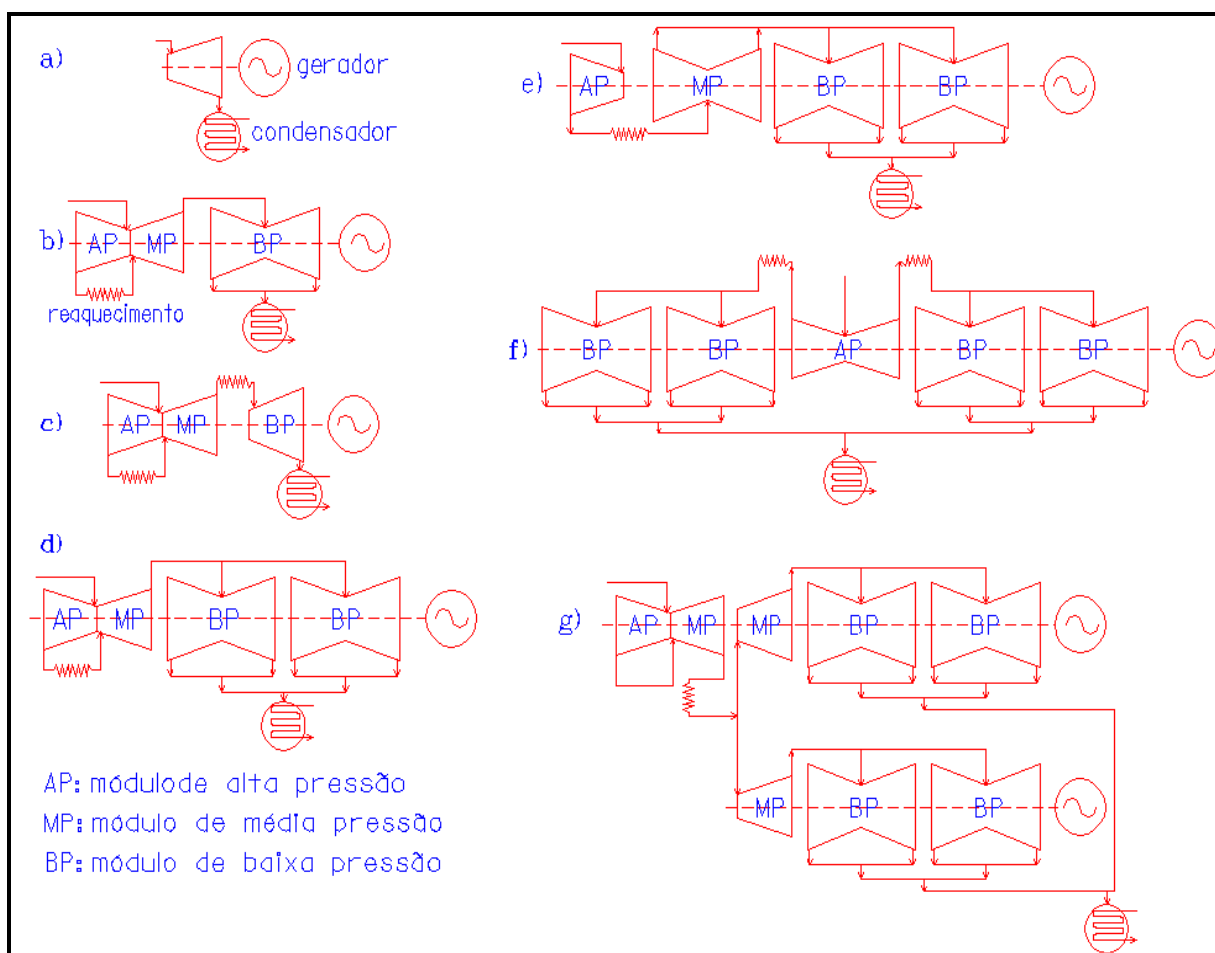 a)
gerador
condensador
b)
AP
MP
BP
reaquecimento
c)
AP
MP
BP
d)
AP
MP
BP
BP
AP: módulode alta pressão
MP: módulo de média pressão
BP: módulo de baixa pressão
e)
AP
MP
BP
BP
f)
BP
BP
AP
BP
BP
g)
AP
MP
MP
BP
BP
MP
BP
BP